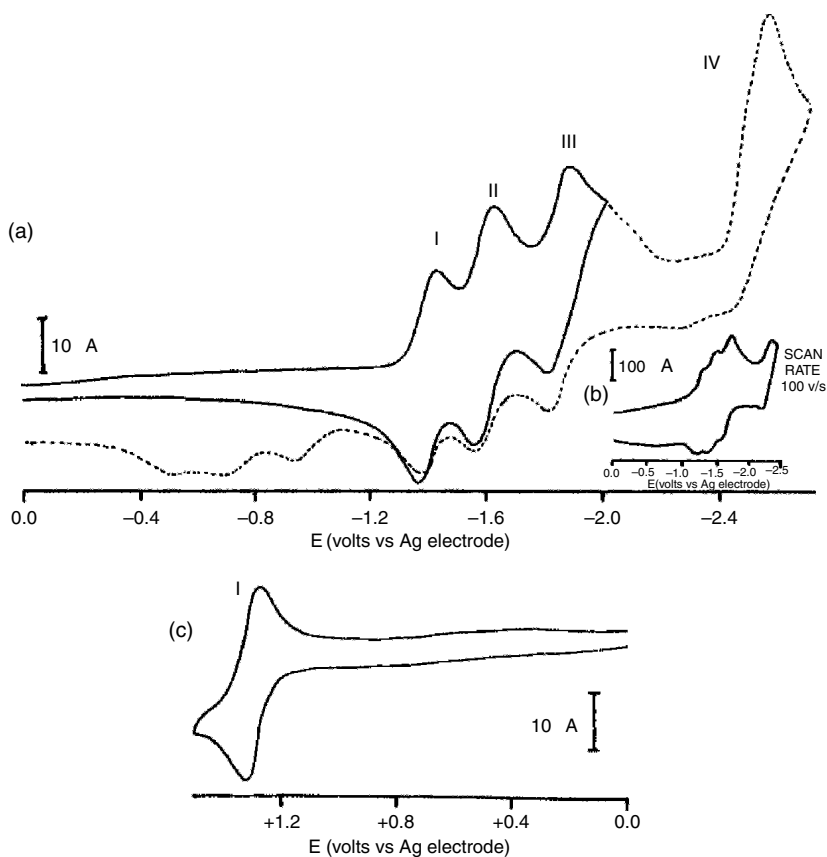 IV
III
II
(a)
I
10 A
100 A
SCAN
RATE
100 v/s
(b)
0.0 -0.5 -1.0 -1.5 -2.0 -2.5
E(volts vs Ag electrode)
0.0 -0.4 -0.8 -1.2 -1.6 -2.0 -2.4
E (volts vs Ag electrode)
I
(c)
10 A
+1.2 +0.8 +0.4 0.0
E (volts vs Ag electrode)